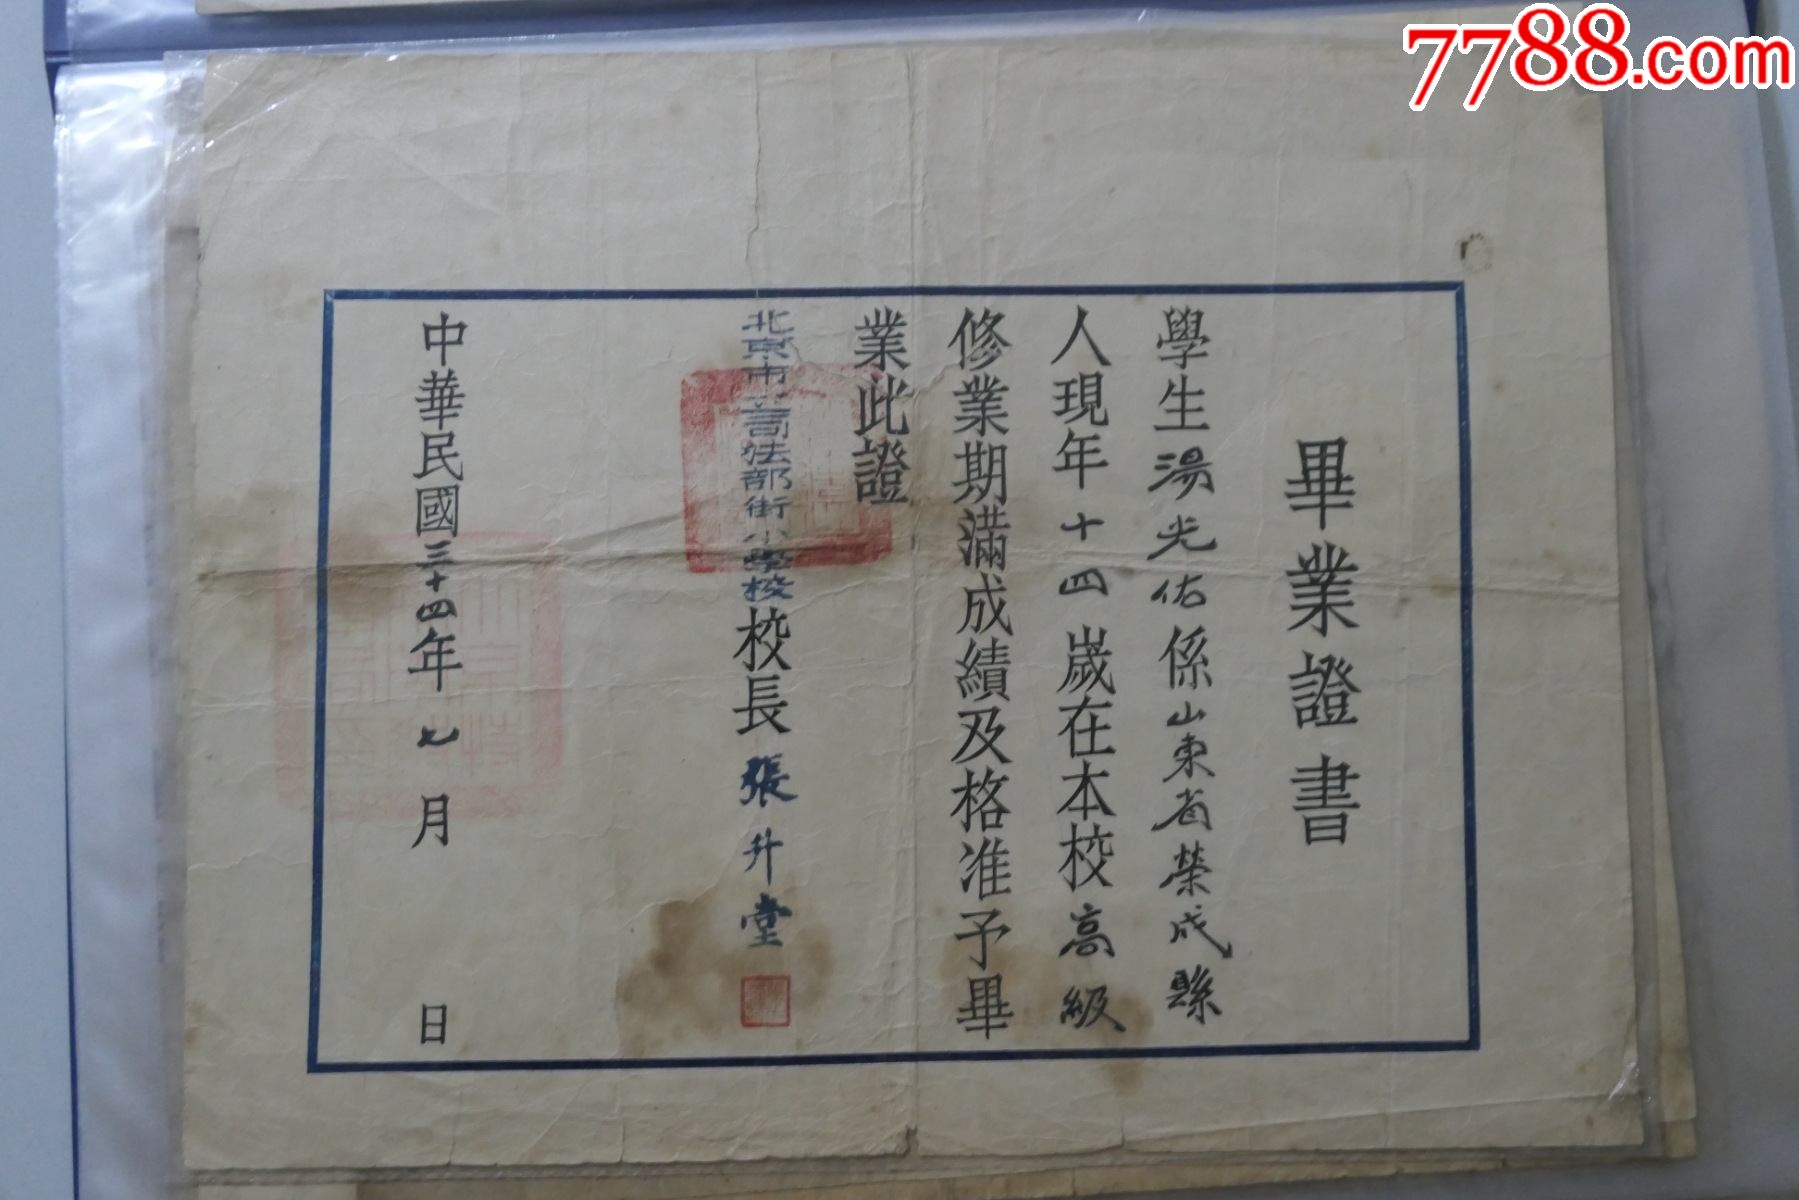 7788.com
畢業證書
學生湯光佑係山東省榮成縣
人現年十四歲在本校高級
修業期滿成績及格准予畢
業此證
北京市立司法部街小學校校長張升堂
中華民國三十四年七月 日